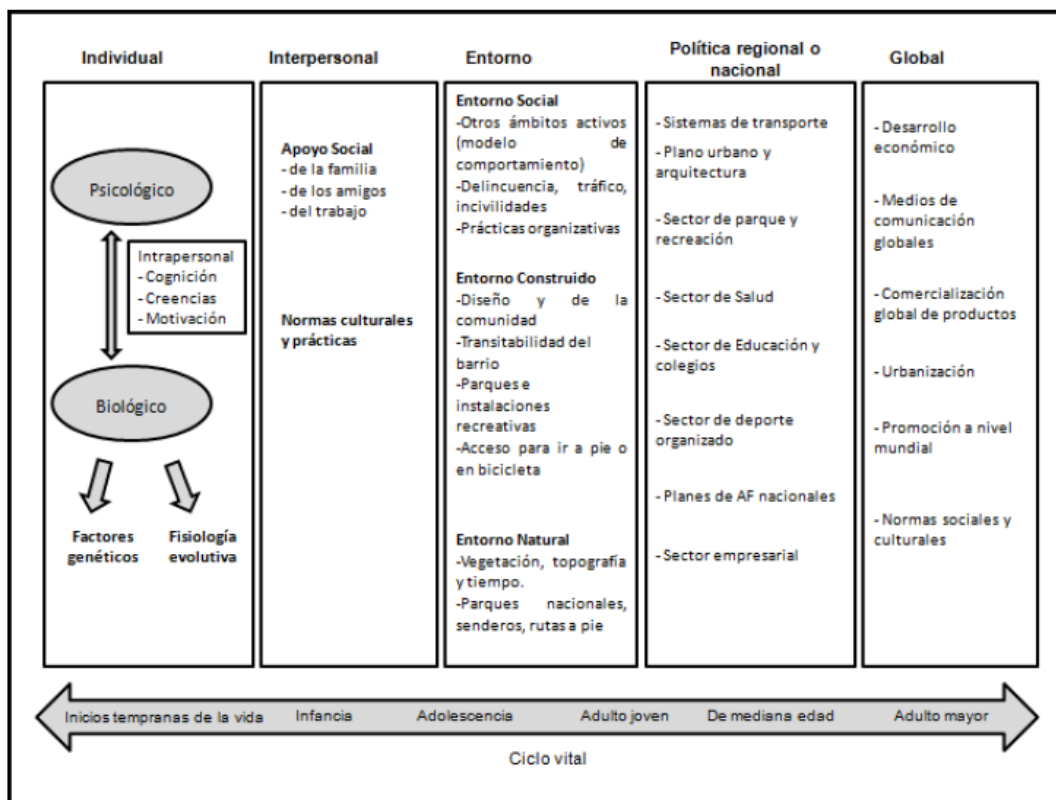 Individual
Interpersonal
Entorno
Política regional o
nacional
Global
Psicológico
Intrapersonal
- Cognición
- Creencias
- Motivación
Biológico
Factores
genéticos
Fisiología
evolutiva
Apoyo Social
- de la familia
- de los amigos
- del trabajo
Normas culturales
y prácticas
Entorno Social
-Otros ámbitos activos
(modelo de
comportamiento)
-Delincuencia, tráfico,
incivilidades
-Prácticas organizativas
Entorno Construido
-Diseño y de la
comunidad
-Transitabilidad del
barrio
-Parques e
instalaciones
recreativas
-Acceso para ir a pie o
en bicicleta
Entorno Natural
-Vegetación, topografía
y tiempo.
-Parques nacionales,
senderos, rutas a pie
- Sistemas de transporte
- Plano urbano y
arquitectura
- Sector de parque y
recreación
- Sector de Salud
- Sector de Educación y
colegios
- Sector de deporte
organizado
- Planes de AF nacionales
- Sector empresarial
- Desarrollo
económico
- Medios de
comunicación
globales
- Comercialización
global de productos
- Urbanización
- Promoción a nivel
mundial
- Normas sociales y
culturales
Inicios tempranas de la vida
Infancia
Adolescencia
Adulto joven
De mediana edad
Adulto mayor
Ciclo vital